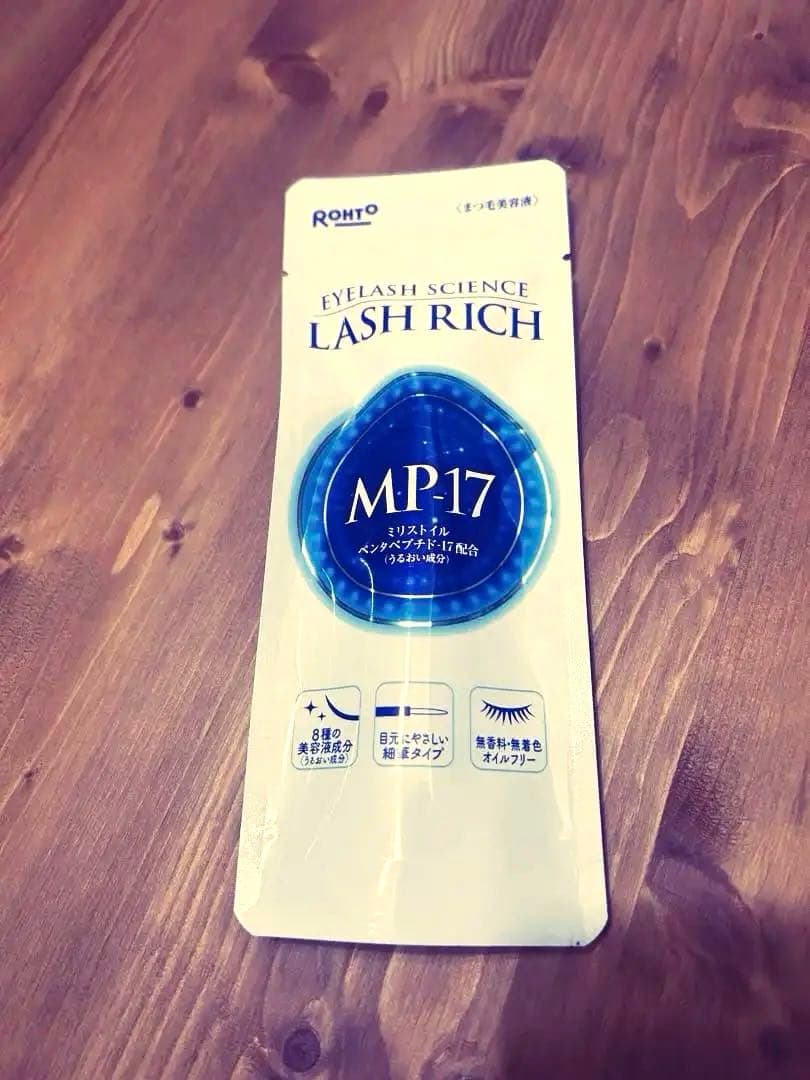 ROHTO
〈まつ毛美容液〉
EYELASH SCIENCE
LASH RICH
MP-17
ミリストイル
ペンタペプチド-17配合
(うるおい成分)
8種の
美容液成分
(うるおい成分)
目元にやさしい
細筆タイプ
無香料・無着色
オイルフリー